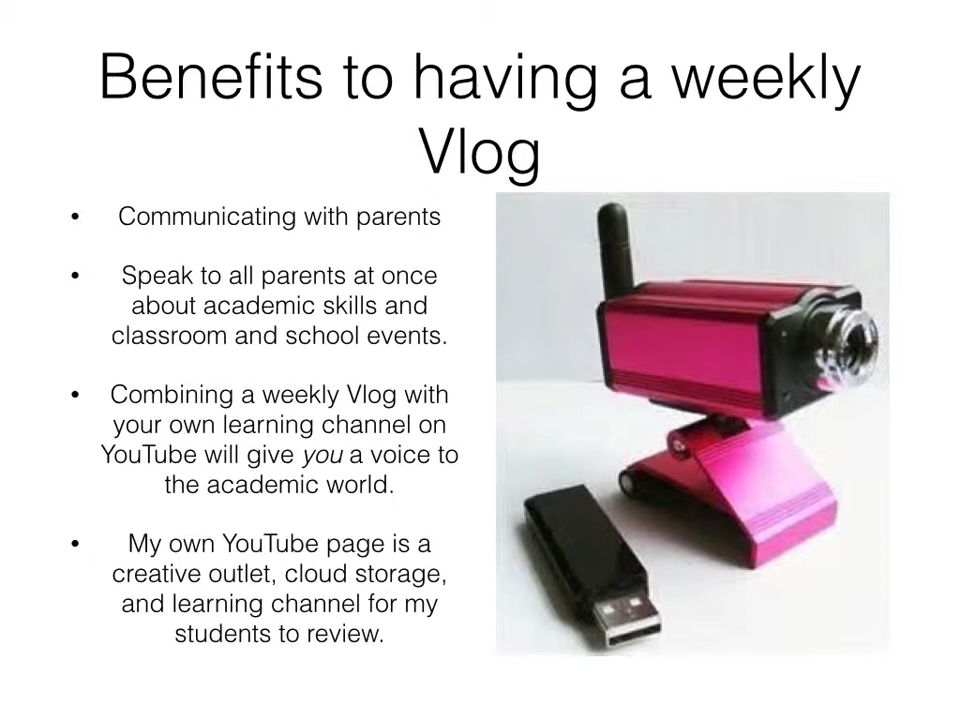 Benefits to having a weekly
Vlog
• Communicating with parents
• Speak to all parents at once
about academic skills and
classroom and school events.
• Combining a weekly Vlog with
your own learning channel on
YouTube will give you a voice to
the academic world.
• My own YouTube page is a
creative outlet, cloud storage,
and learning channel for my
students to review.